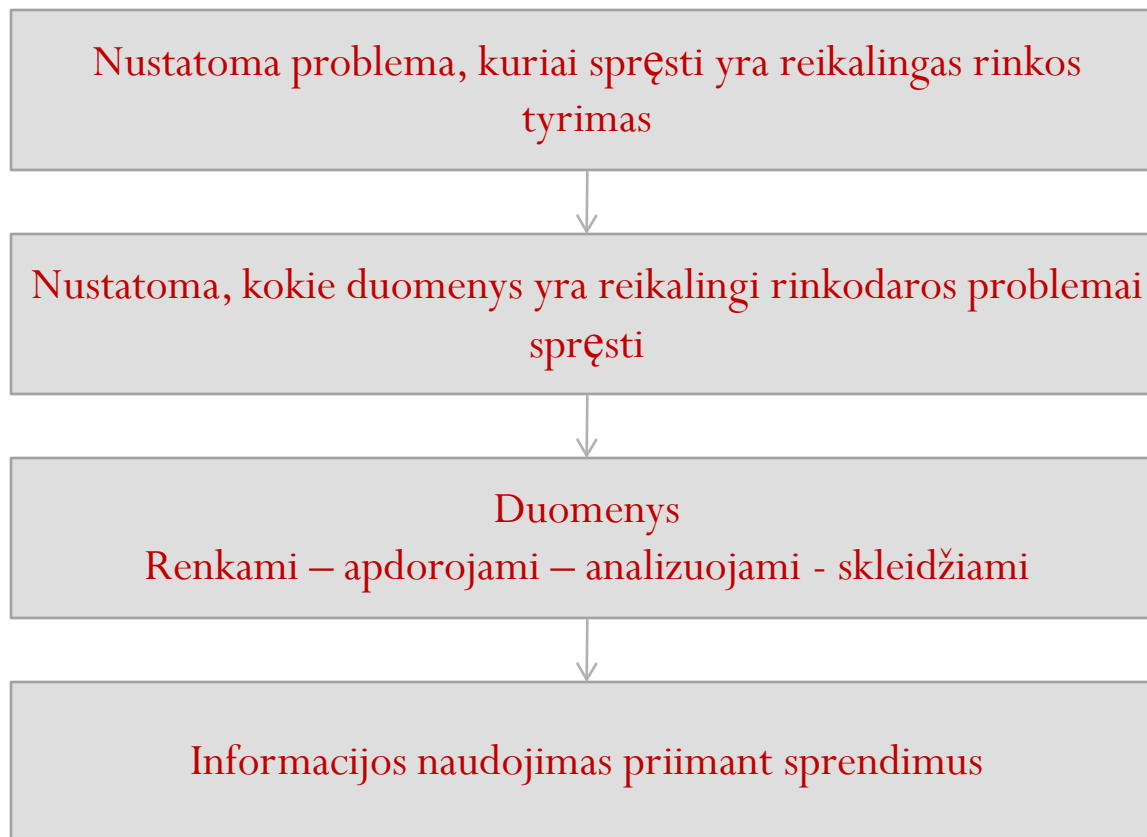 Nustatoma problema, kuriai spręsti yra reikalingas rinkos
tyrimas
Nustatoma, kokie duomenys yra reikalingi rinkodaros problemai
spręsti
Duomenys
Renkami – apdorojami – analizuojami - skleidžiami
Informacijos naudojimas priimant sprendimus